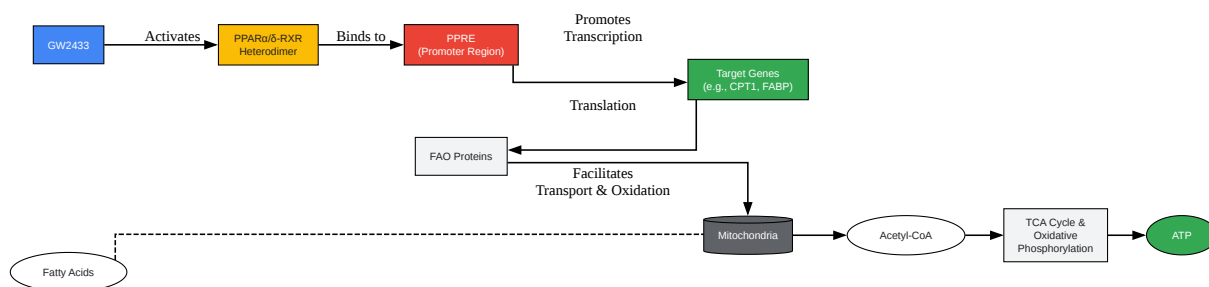 Promotes
Transcription
GW2433
Activates
PPARα/δ-RXR
Heterodimer
Binds to
PPRE
(Promoter Region)
Target Genes
(e.g., CPT1, FABP)
Translation
FAO Proteins
Facilitates
Transport & Oxidation
Mitochondria
Acetyl-CoA
TCA Cycle &
Oxidative
Phosphorylation
ATP
Fatty Acids